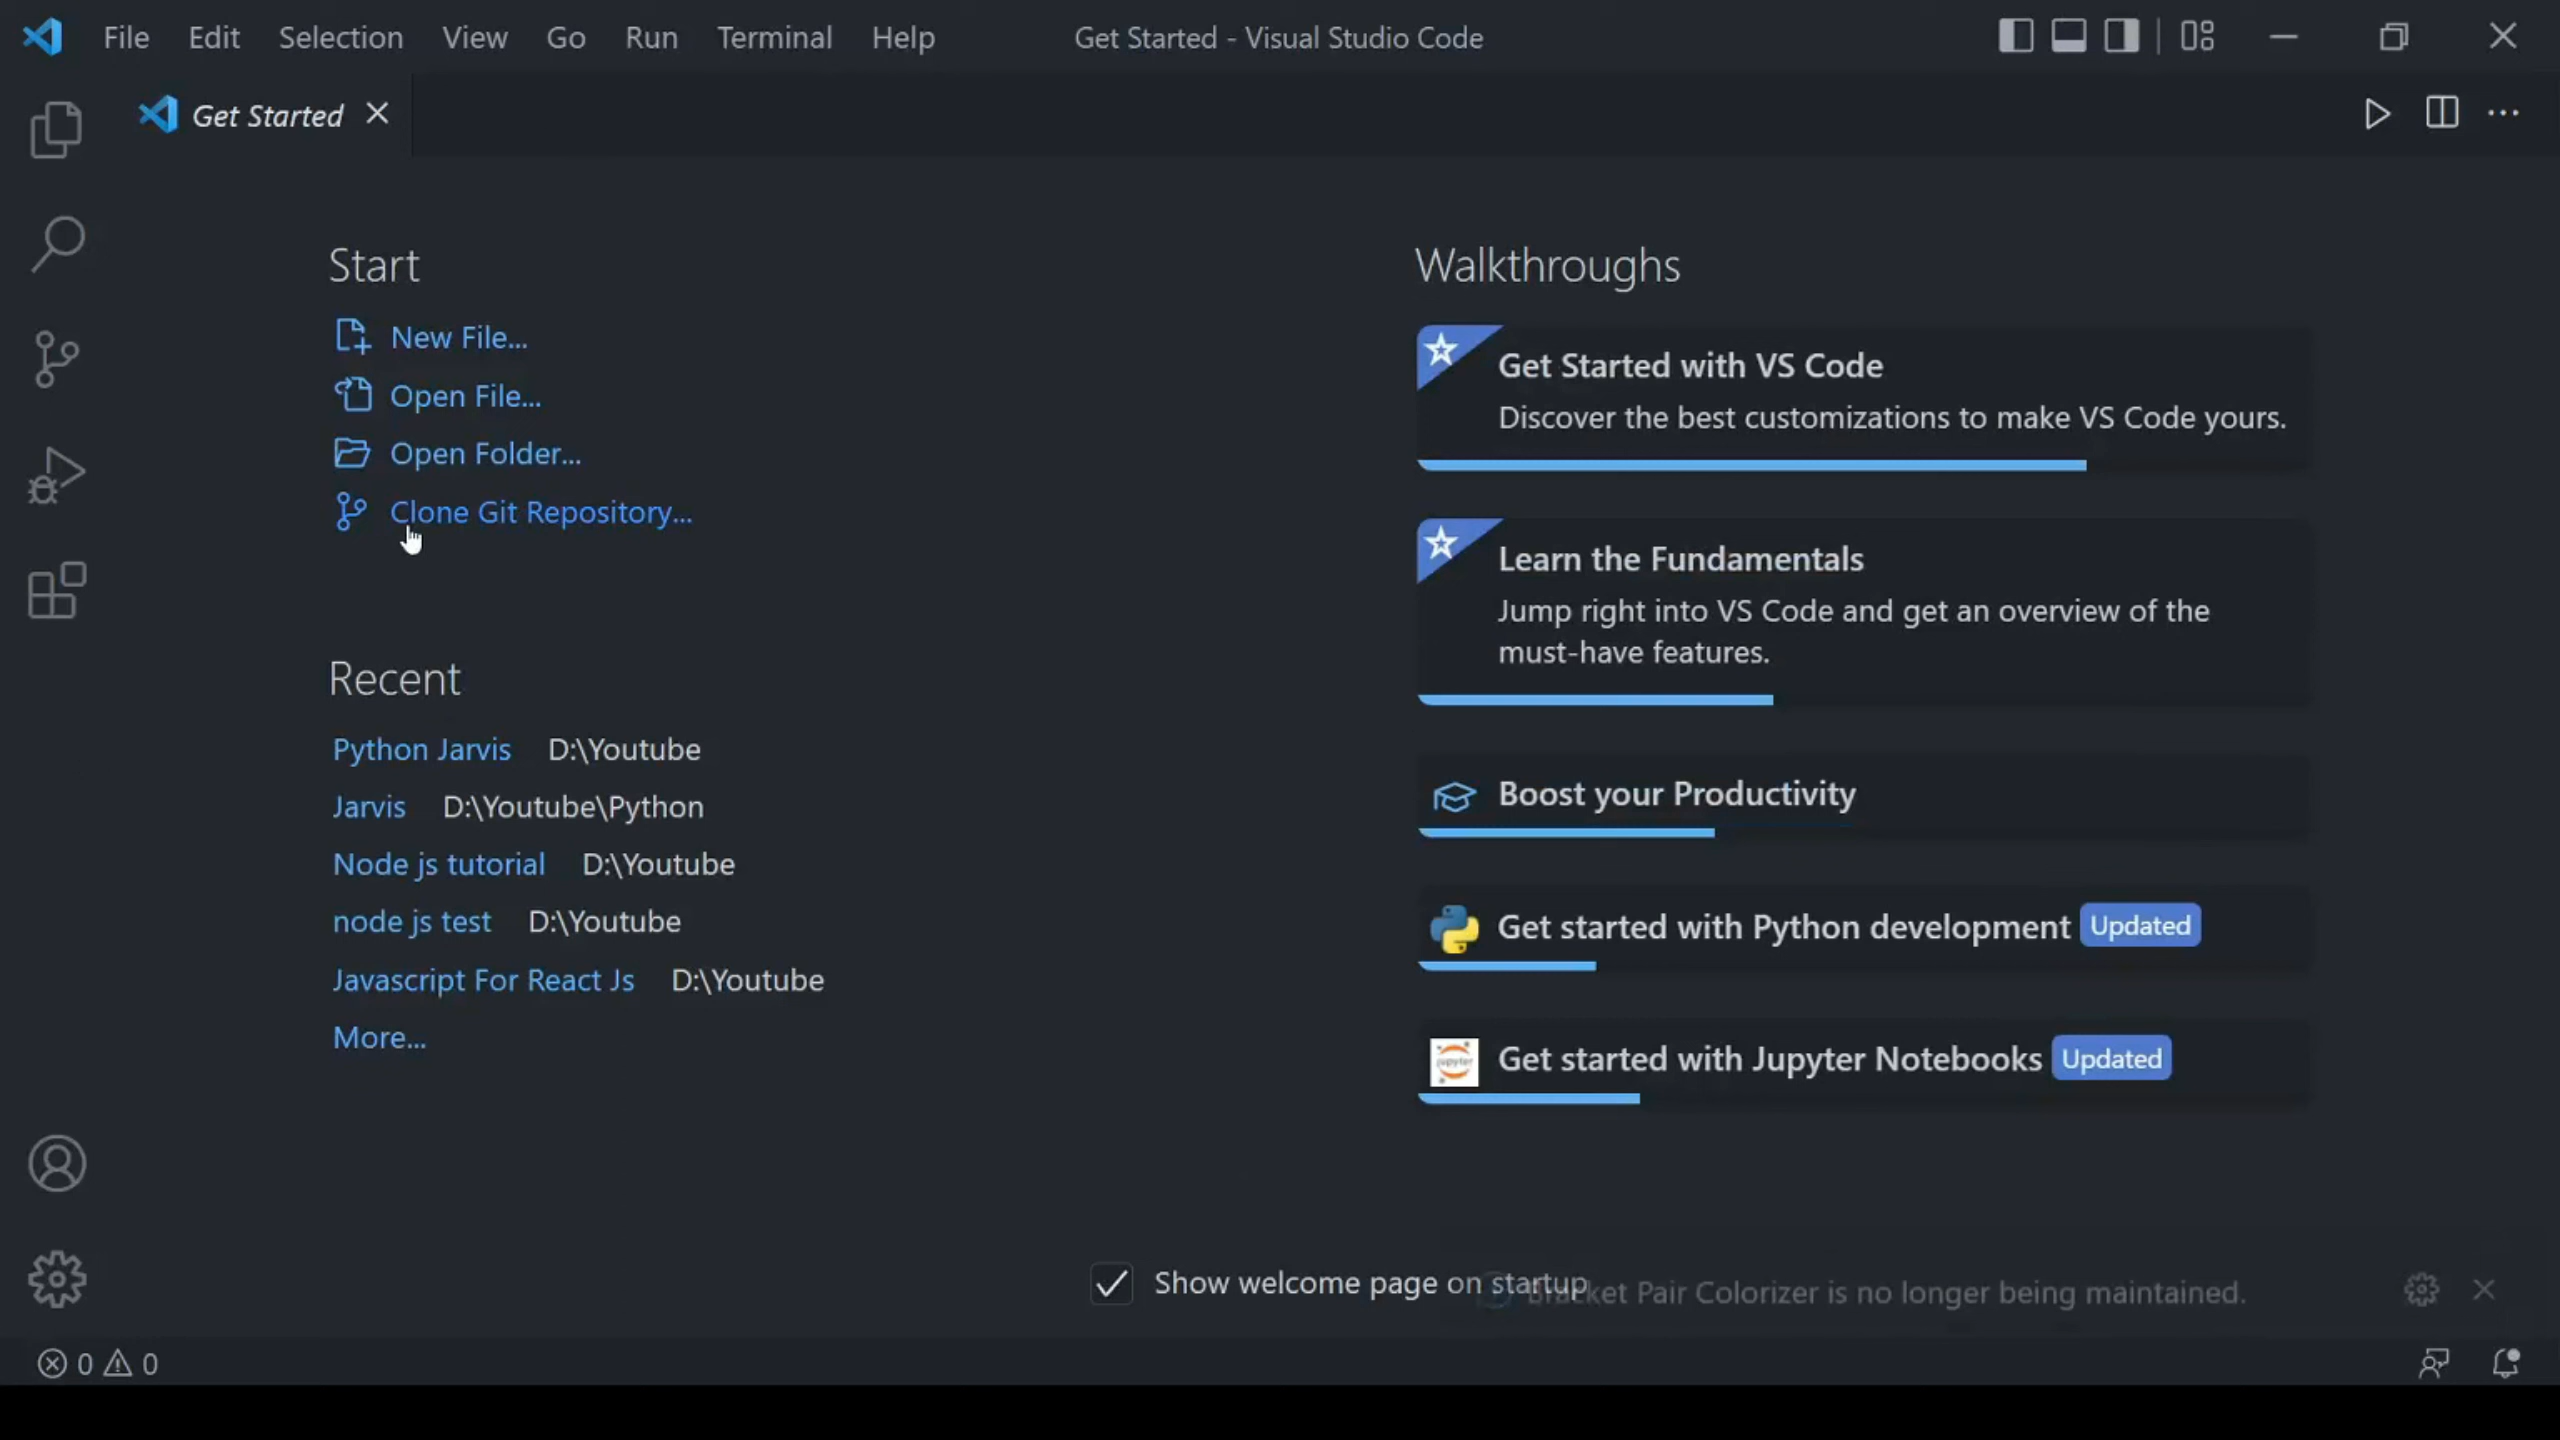 File Edit Selection View Go Run Terminal Help Get Started - Visual Studio Code
Get Started
Start
New File...
Open File...
Open Folder...
Clone Git Repository...
Recent
Python Jarvis D:\Youtube
Jarvis D:\Youtube\Python
Node js tutorial D:\Youtube
node js test D:\Youtube
Javascript For React Js D:\Youtube
More...
Walkthroughs
Get Started with VS Code
Discover the best customizations to make VS Code yours.
Learn the Fundamentals
Jump right into VS Code and get an overview of the
must-have features.
Boost your Productivity
Get started with Python development Updated
jupyter
Get started with Jupyter Notebooks Updated
Show welcome page on startup
Bracket Pair Colorizer is no longer being maintained.
0 0